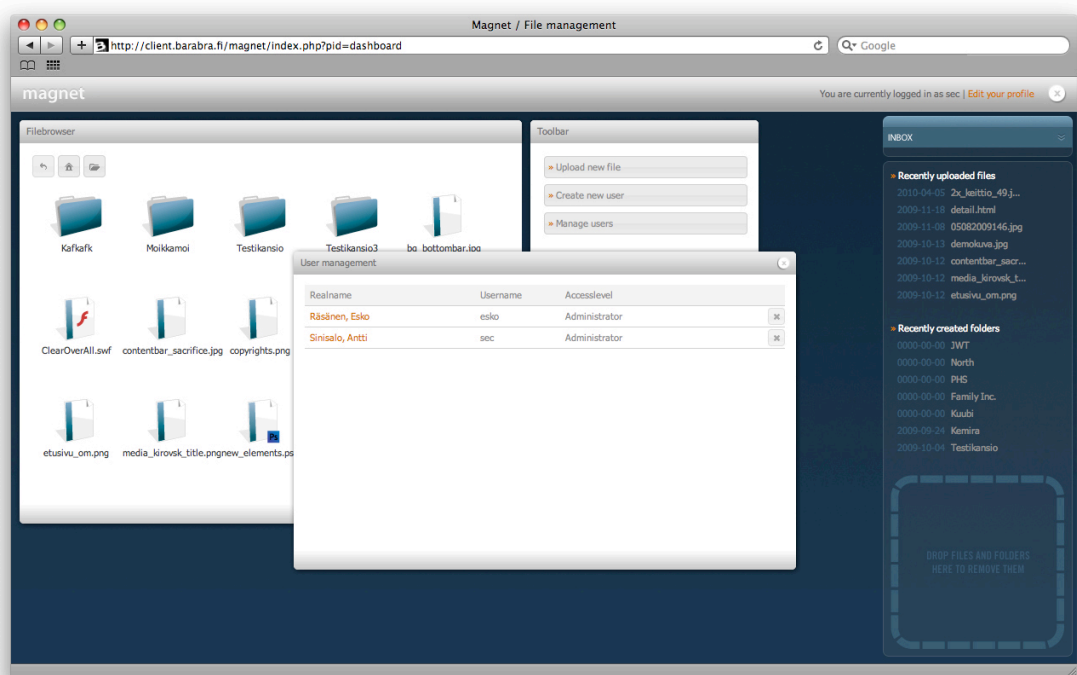 Magnet / File management
http://client.barabra.fi/magnet/index.php?pid=dashboard
Google
magnet
You are currently logged in as sec | Edit your profile
Filebrowser
Kafkafk
Moikkamoi
Testikansio
Testikansio3
bg_bottombar.jpg
ClearOverAll.swf
contentbar_sacrifice.jpg
copyrights.png
etusivu_om.png
media_kirovsk_title.png
new_elements.ps
Ps
Toolbar
» Upload new file
» Create new user
» Manage users
User management
Realname Username Accesslevel
Räsänen, Esko esko Administrator
Sinisalo, Antti sec Administrator
INBOX
» Recently uploaded files
2010-04-05 2x_keittio_49.j...
2009-11-18 detail.html
2009-11-08 05082009146.jpg
2009-10-13 demokuva.jpg
2009-10-12 contentbar_sacr...
2009-10-12 media_kirovsk_t...
2009-10-12 etusivu_om.png
» Recently created folders
0000-00-00 JWT
0000-00-00 North
0000-00-00 PHS
0000-00-00 Family Inc.
0000-00-00 Kuubi
2009-09-24 Kemira
2009-10-04 Testikansio
DROP FILES AND FOLDERS
HERE TO REMOVE THEM